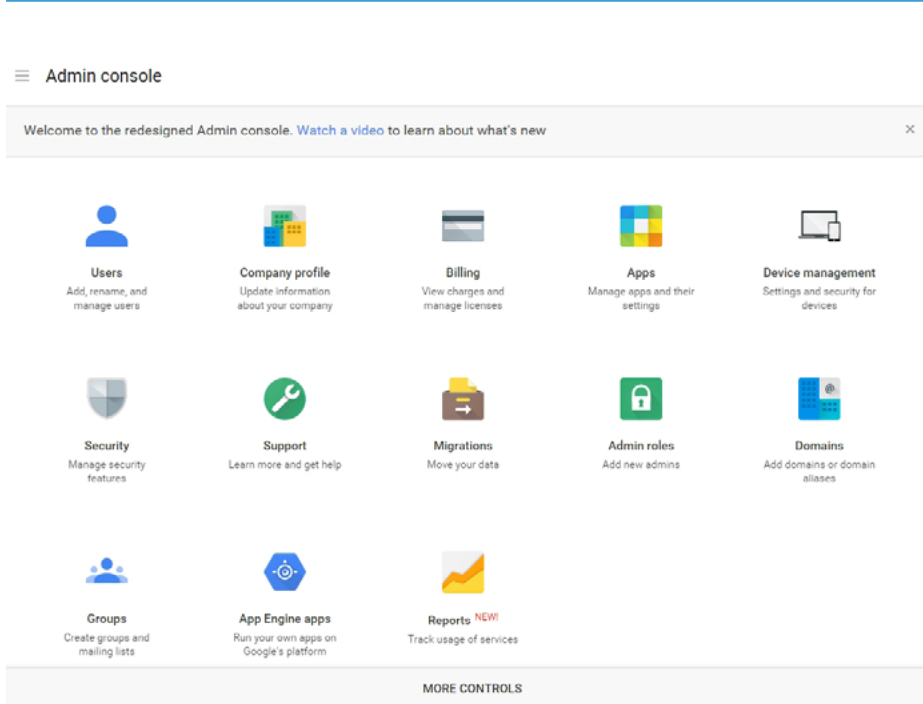 Admin console
Welcome to the redesigned Admin console. Watch a video to learn about what's new
Users
Add, rename, and
manage users
Company profile
Update information
about your company
Billing
View charges and
manage licenses
Apps
Manage apps and their
settings
Device management
Settings and security for
devices
Security
Manage security
features
Support
Learn more and get help
Migrations
Move your data
Admin roles
Add new admins
Domains
Add domains or domain
aliases
Groups
Create groups and
mailing lists
App Engine apps
Run your own apps on
Google's platform
Reports NEW!
Track usage of services
MORE CONTROLS